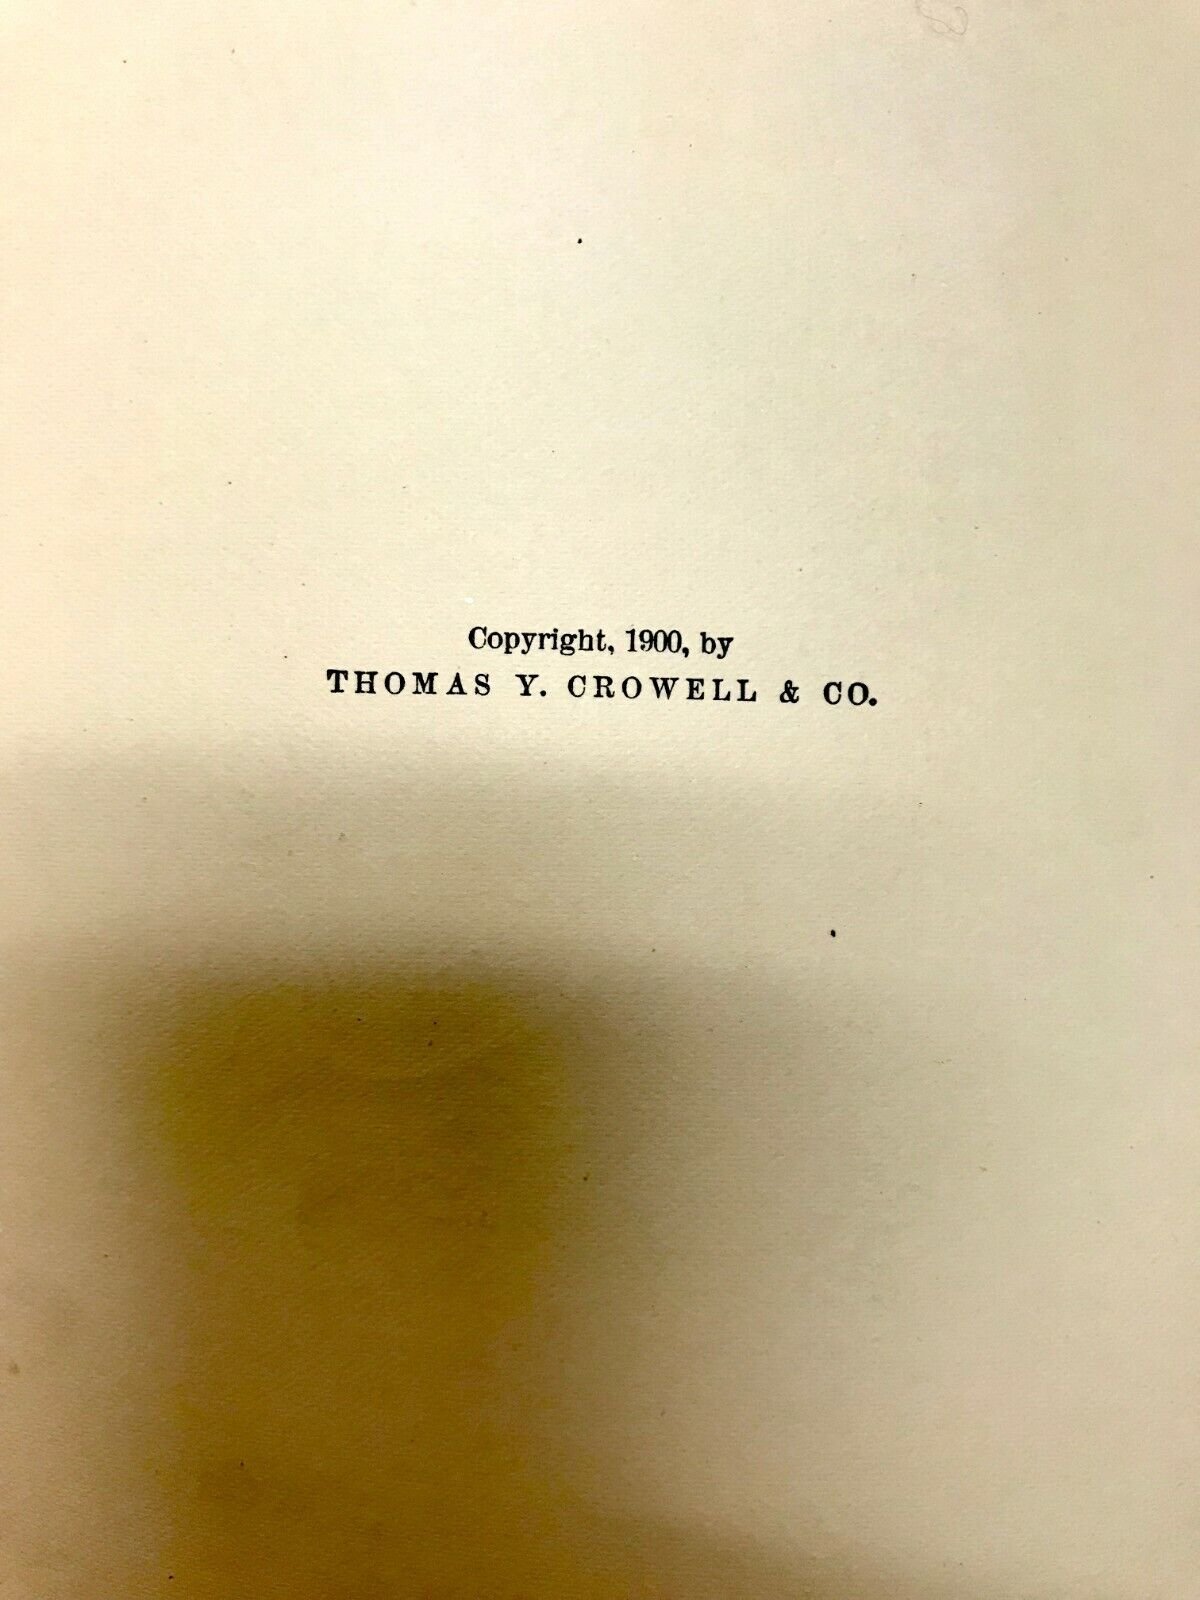 Copyright, 1900, by
THOMAS Y. CROWELL & CO.